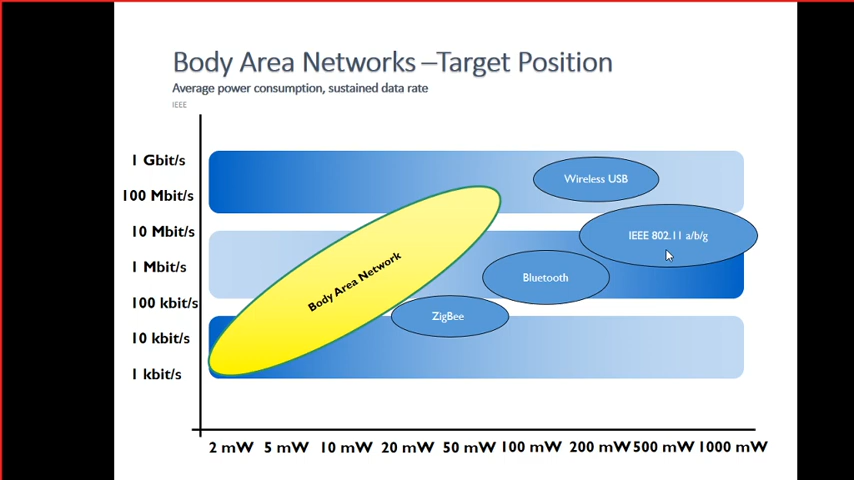 Body Area Networks –Target Position
Average power consumption, sustained data rate
IEEE
1 Gbit/s
100 Mbit/s
10 Mbit/s
1 Mbit/s
100 kbit/s
10 kbit/s
1 kbit/s
Wireless USB
IEEE 802.11 a/b/g
Bluetooth
ZigBee
Body Area Network
2 mW 5 mW 10 mW 20 mW 50 mW 100 mW 200 mW 500 mW 1000 mW